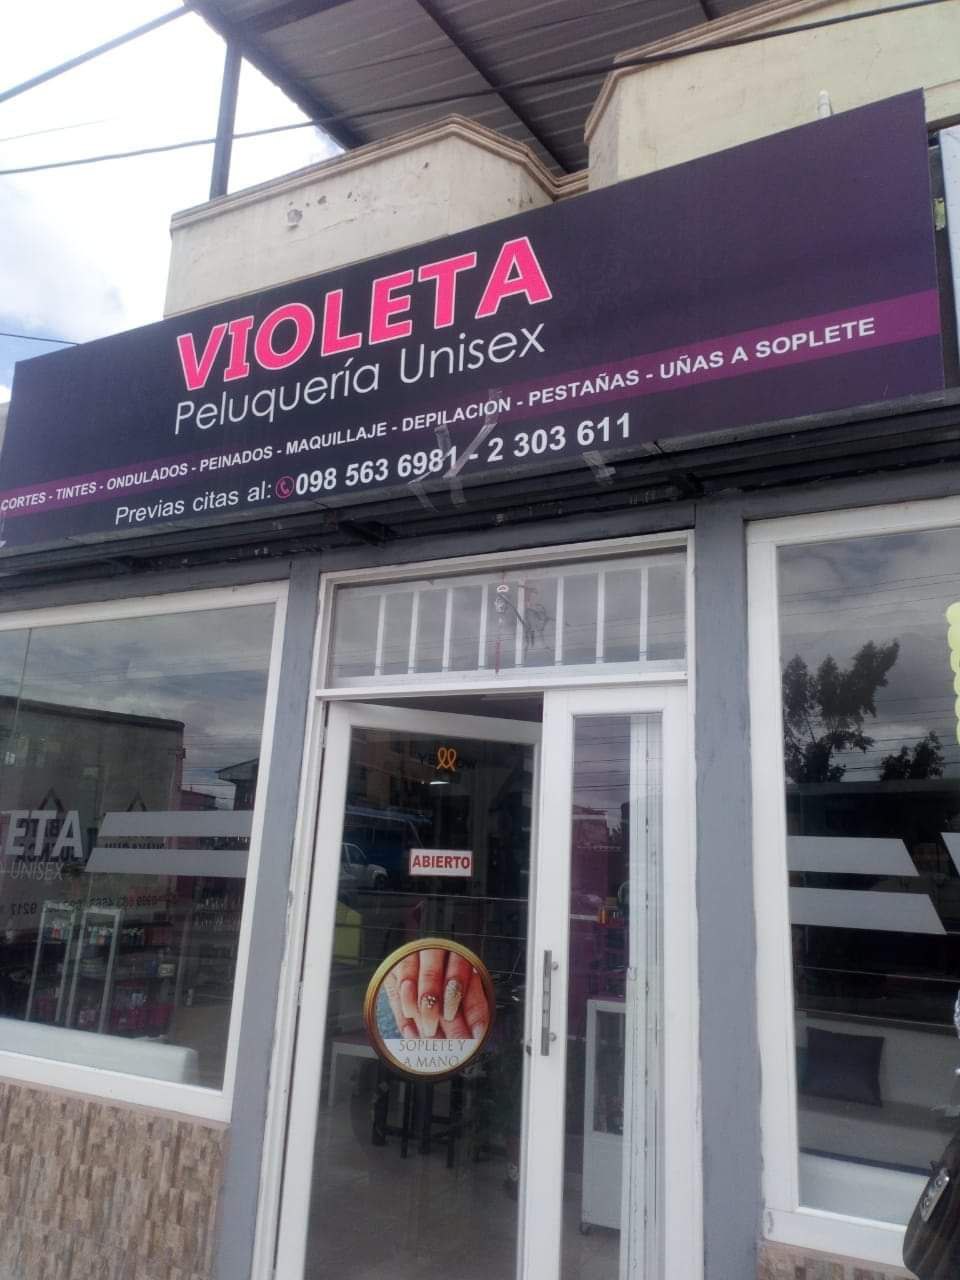 VIOLETA
Peluquería Unisex
CORTES - TINTES - ONDULADOS - PEINADOS - MAQUILLAJE - DEPILACION - PESTAÑAS - UÑAS A SOPLETE
Previas citas al: 098 563 6981 - 2 303 611
ABIERTO
SOPLETE Y
A MANO
ETA
UNISEX